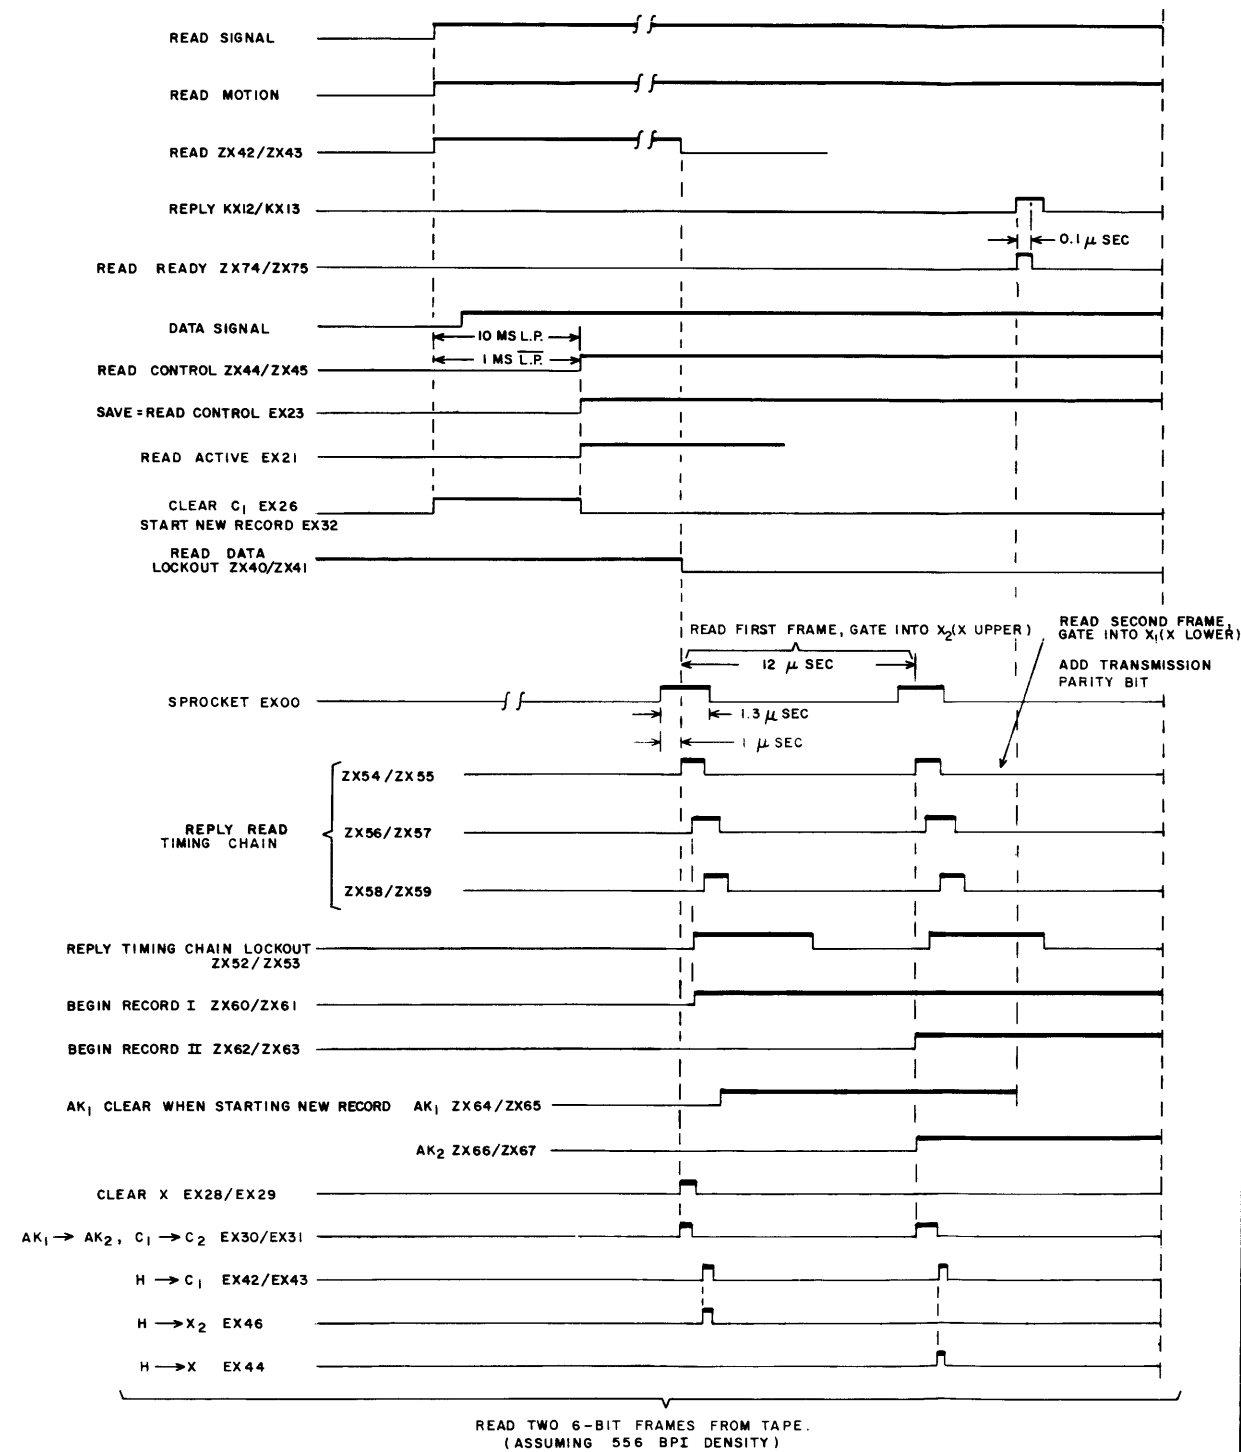 READ SIGNAL
READ MOTION
READ ZX42/ZX43
REPLY KX12/KX13
0.1 μ SEC
READ READY ZX74/ZX75
DATA SIGNAL
10 MS L.P.
1 MS L̅.̅P̅.̅
READ CONTROL ZX44/ZX45
SAVE = READ CONTROL EX23
READ ACTIVE EX21
CLEAR C₁ EX26
START NEW RECORD EX32
READ DATA
LOCKOUT ZX40/ZX41
READ FIRST FRAME, GATE INTO X₂(X UPPER)
12 μ SEC
READ SECOND FRAME,
GATE INTO X₁(X LOWER)
ADD TRANSMISSION
PARITY BIT
SPROCKET EX00
1.3 μ SEC
1 μ SEC
ZX54/ZX55
REPLY READ
TIMING CHAIN
ZX56/ZX57
ZX58/ZX59
REPLY TIMING CHAIN LOCKOUT
ZX52/ZX53
BEGIN RECORD I ZX60/ZX61
BEGIN RECORD II ZX62/ZX63
AK₁ CLEAR WHEN STARTING NEW RECORD AK₁ ZX64/ZX65
AK₂ ZX66/ZX67
CLEAR X EX28/EX29
AK₁ → AK₂, C₁ → C₂ EX30/EX31
H → C₁ EX42/EX43
H → X₂ EX46
H → X EX44
READ TWO 6-BIT FRAMES FROM TAPE.
(ASSUMING 556 BPI DENSITY)